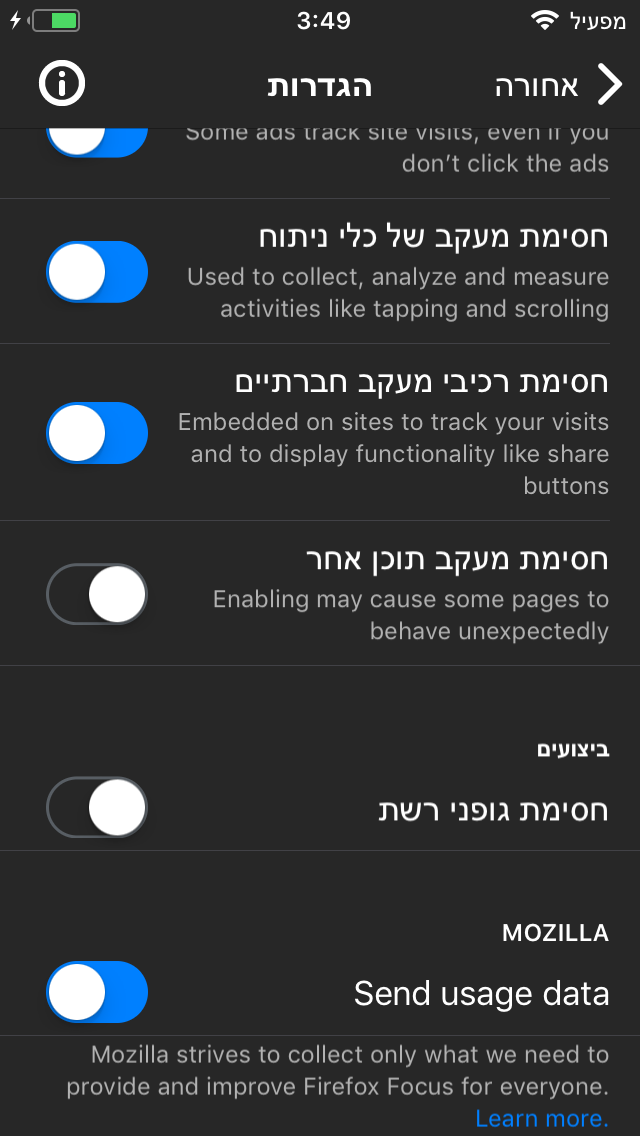 3:49
מפעיל
אחורה
הגדרות
Some ads track site visits, even if you
don’t click the ads
חסימת מעקב של כלי ניתוח
Used to collect, analyze and measure
activities like tapping and scrolling
חסימת רכיבי מעקב חברתיים
Embedded on sites to track your visits
and to display functionality like share
buttons
חסימת מעקב תוכן אחר
Enabling may cause some pages to
behave unexpectedly
ביצועים
חסימת גופני רשת
MOZILLA
Send usage data
Mozilla strives to collect only what we need to
provide and improve Firefox Focus for everyone.
Learn more.